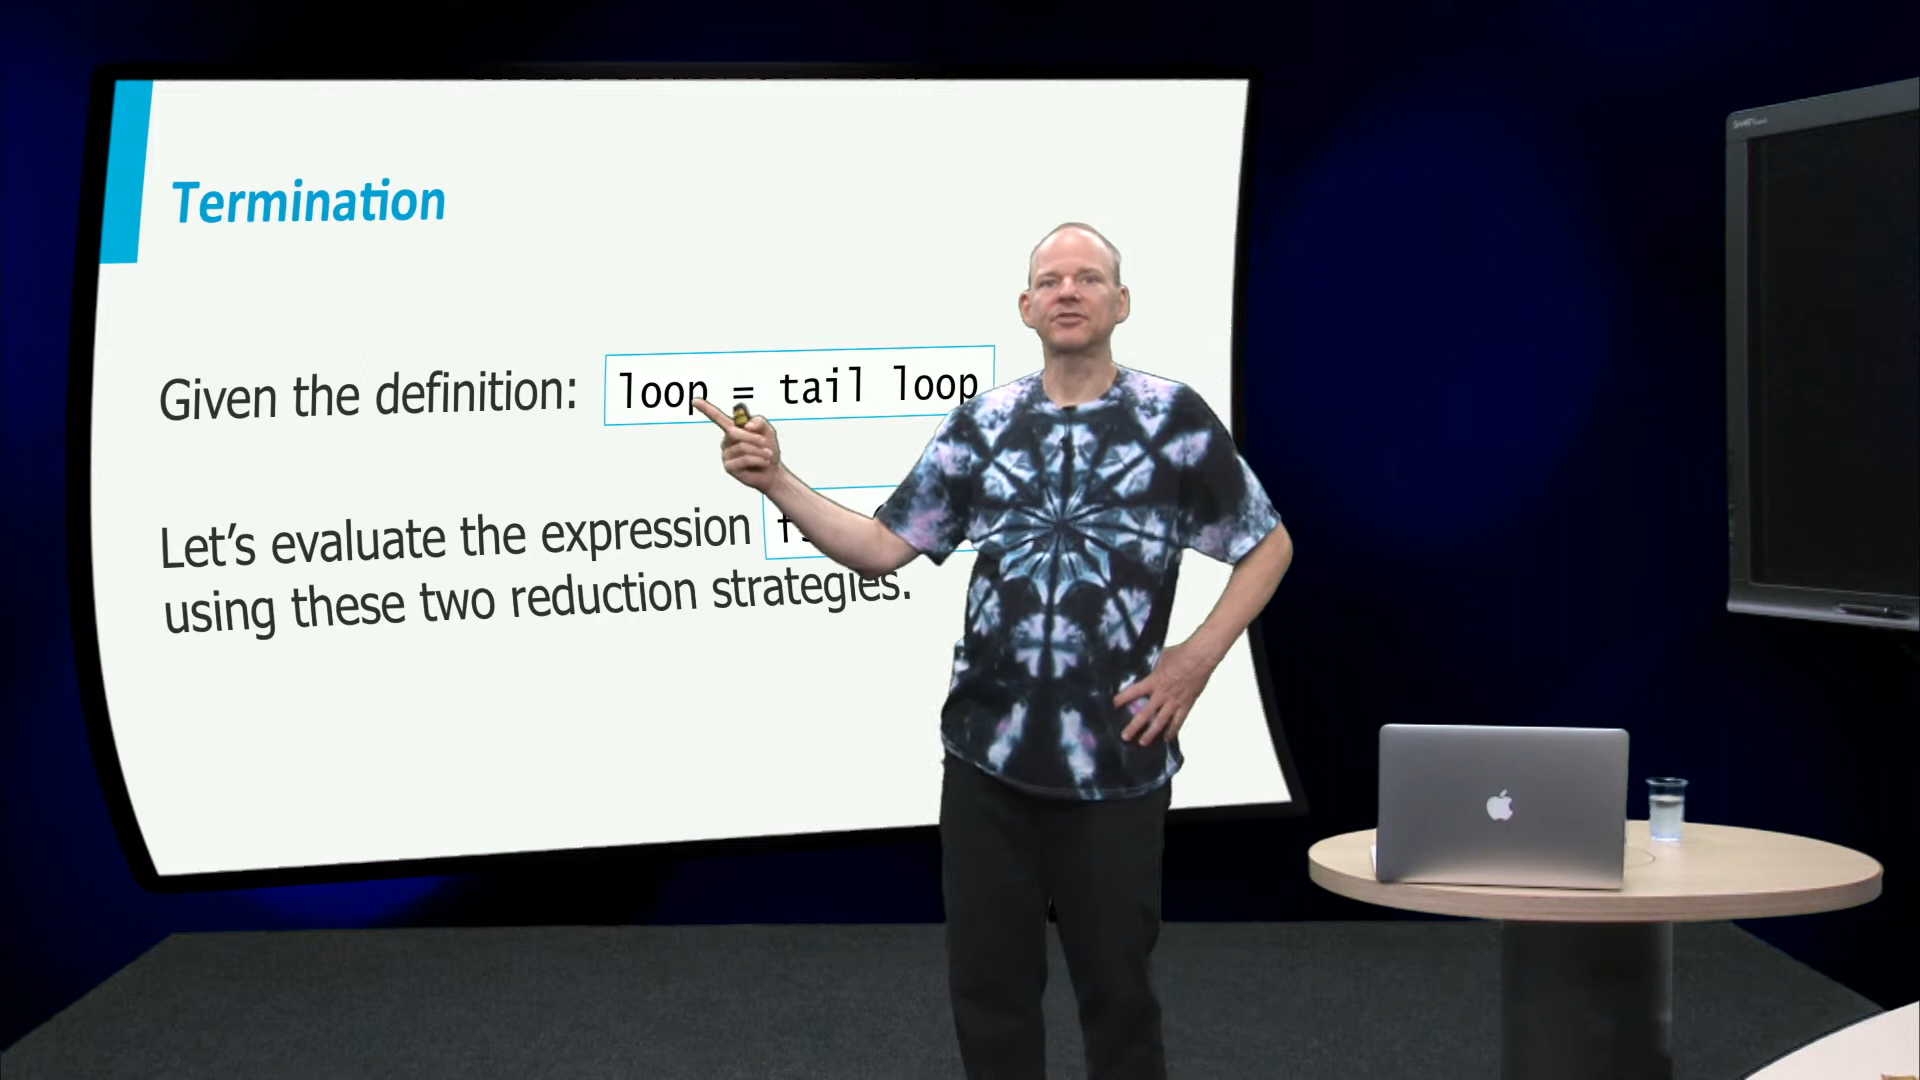 Termination
Given the definition: loop = tail loop
Let's evaluate the expression
using these two reduction strategies.